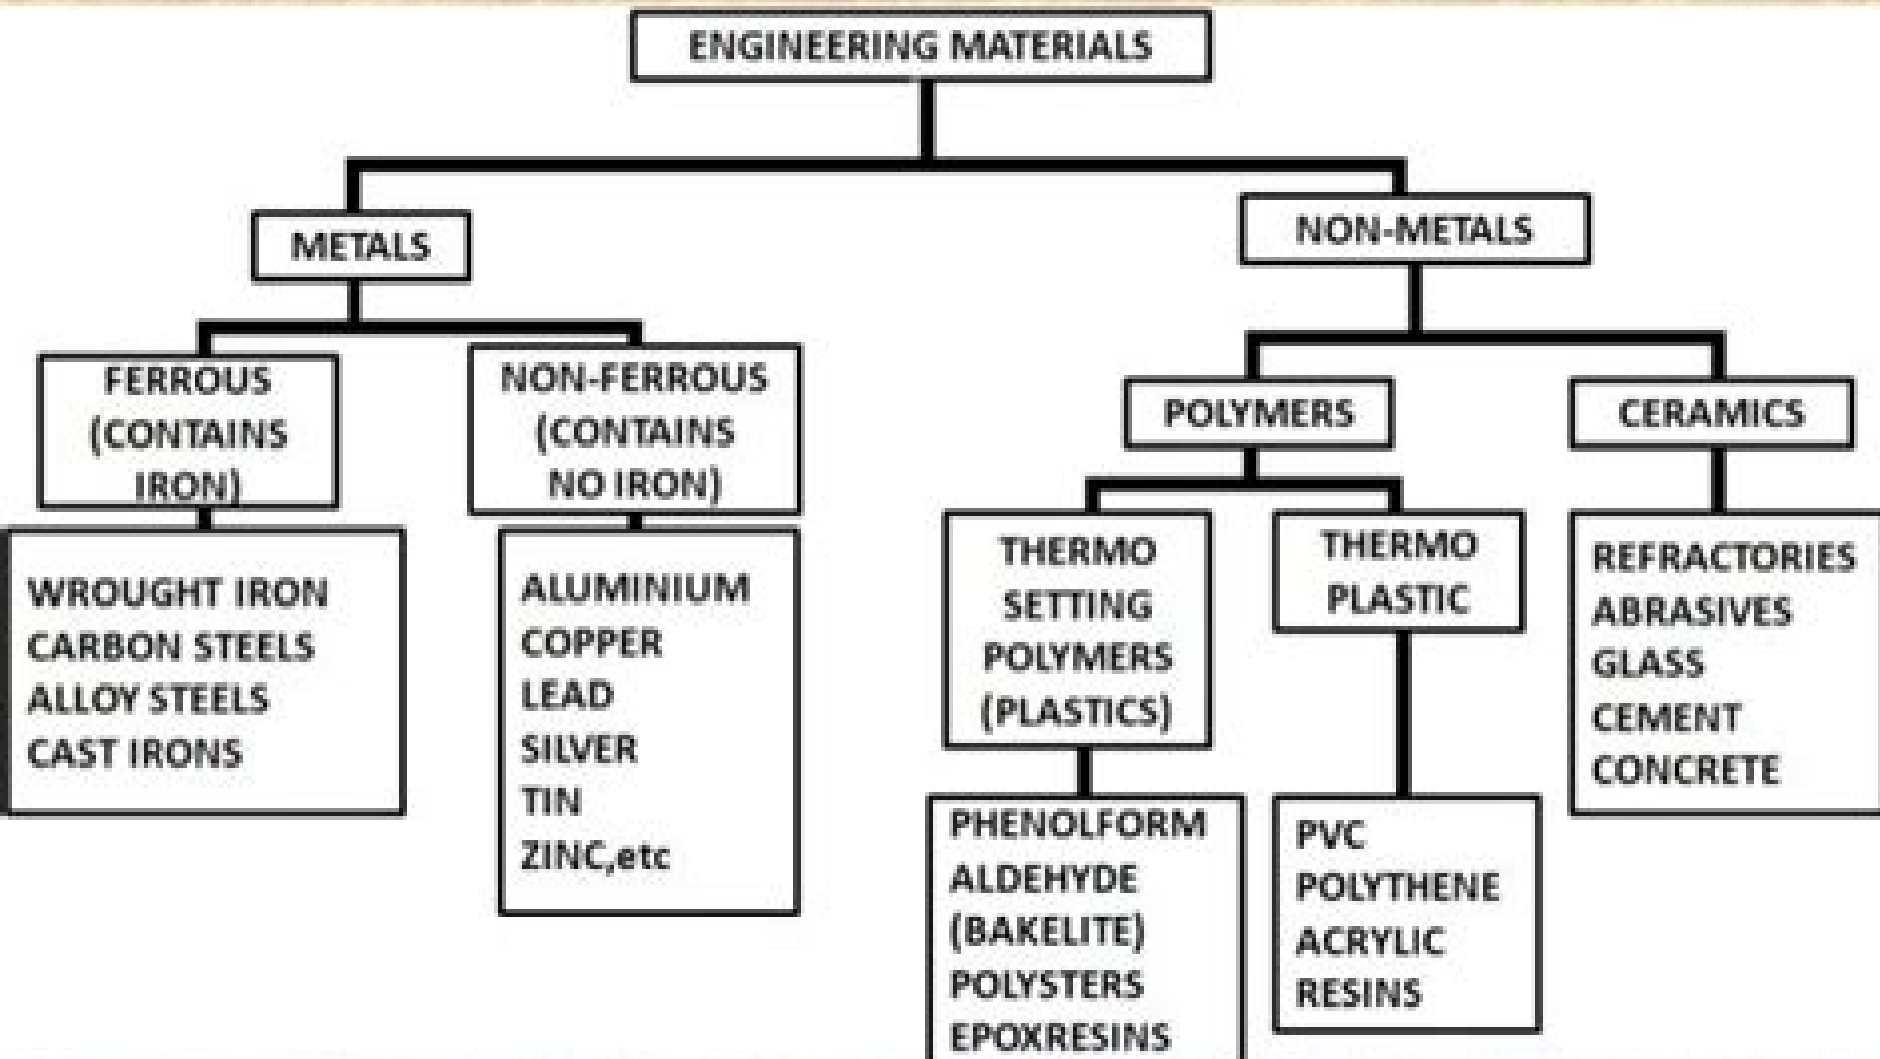 ENGINEERING MATERIALS
METALS
NON-METALS
FERROUS
(CONTAINS
IRON)
NON-FERROUS
(CONTAINS
NO IRON)
POLYMERS
CERAMICS
WROUGHT IRON
CARBON STEELS
ALLOY STEELS
CAST IRONS
ALUMINIUM
COPPER
LEAD
SILVER
TIN
ZINC,etc
THERMO
SETTING
POLYMERS
(PLASTICS)
THERMO
PLASTIC
REFRACTORIES
ABRASIVES
GLASS
CEMENT
CONCRETE
PHENOLFORM
ALDEHYDE
(BAKELITE)
POLYSTERS
EPOXRESINS
PVC
POLYTHENE
ACRYLIC
RESINS